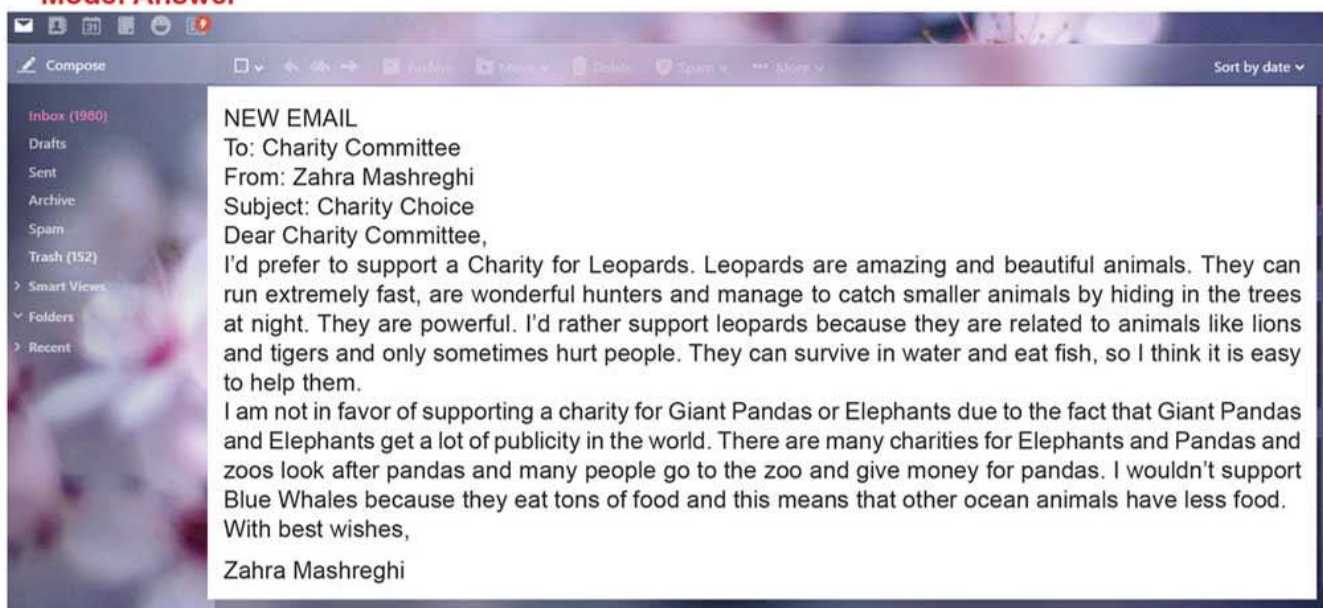 Model Answer
Compose
Archive
Move
Delete
Spam
More
Sort by date
Inbox (1980)
Drafts
Sent
Archive
Spam
Trash (152)
Smart Views
Folders
Recent
31
NEW EMAIL
To: Charity Committee
From: Zahra Mashreghi
Subject: Charity Choice
Dear Charity Committee,
I'd prefer to support a Charity for Leopards. Leopards are amazing and beautiful animals. They can
run extremely fast, are wonderful hunters and manage to catch smaller animals by hiding in the trees
at night. They are powerful. I'd rather support leopards because they are related to animals like lions
and tigers and only sometimes hurt people. They can survive in water and eat fish, so I think it is easy
to help them.
I am not in favor of supporting a charity for Giant Pandas or Elephants due to the fact that Giant Pandas
and Elephants get a lot of publicity in the world. There are many charities for Elephants and Pandas and
zoos look after pandas and many people go to the zoo and give money for pandas. I wouldn't support
Blue Whales because they eat tons of food and this means that other ocean animals have less food.
With best wishes,
Zahra Mashreghi